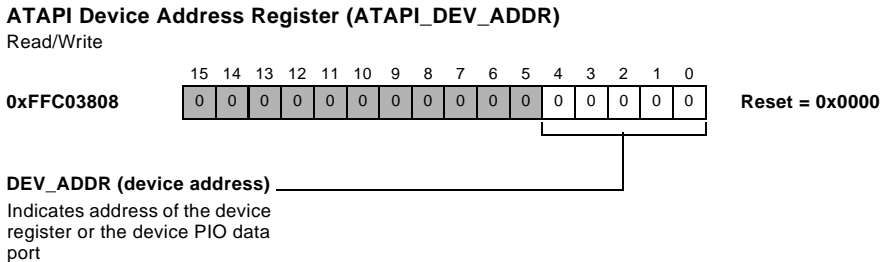 ATAPI Device Address Register (ATAPI_DEV_ADDR)
Read/Write
15 14 13 12 11 10 9 8 7 6 5 4 3 2 1 0
0xFFC03808 0 0 0 0 0 0 0 0 0 0 0 0 0 0 0 0 Reset = 0x0000
DEV_ADDR (device address)
Indicates address of the device
register or the device PIO data
port